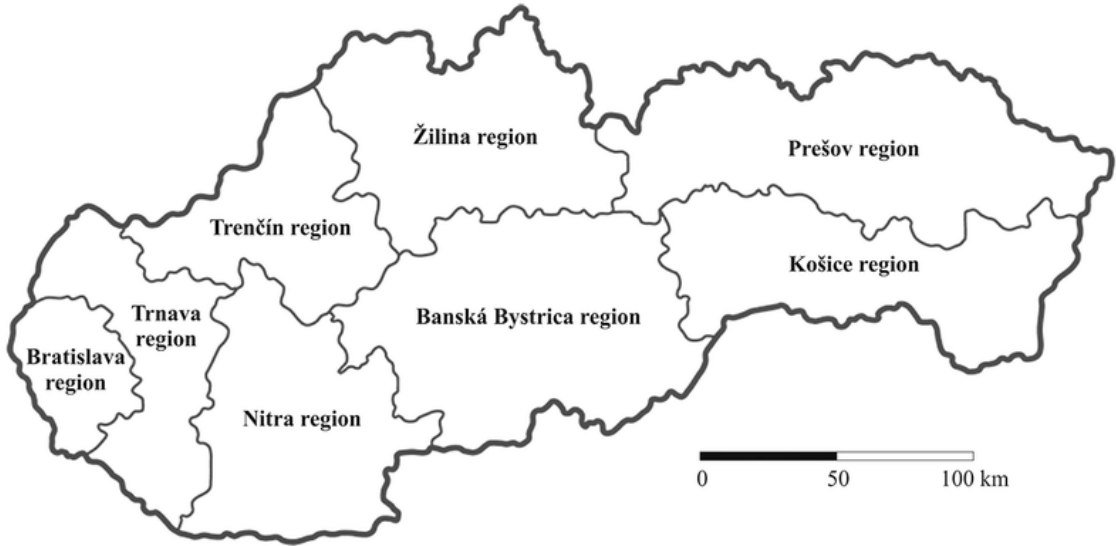 Žilina region
Prešov region
Trenčín region
Košice region
Trnava
region
Banská Bystrica region
Bratislava
region
Nitra region
0 50 100 km